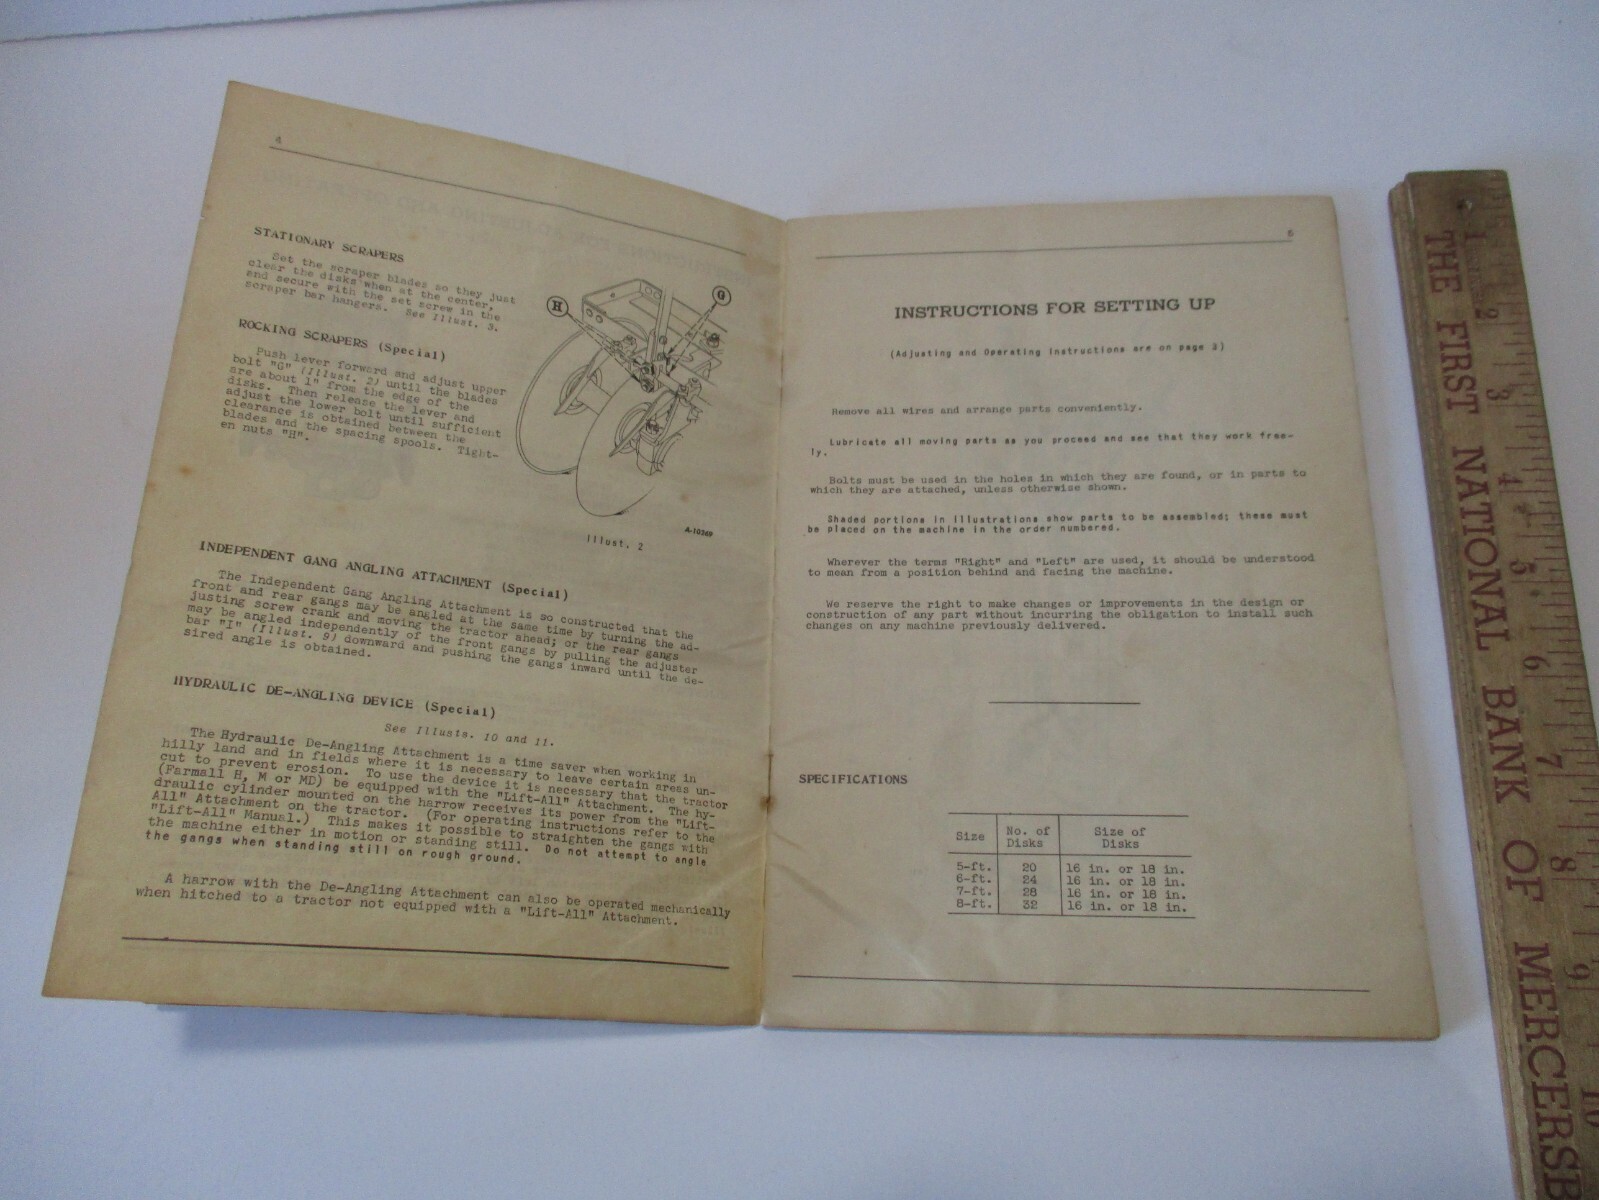 4
STATIONARY SCRAPERS
Set the scraper blades so they just
clear the disks when at the center,
and secure with the set screw in the
scraper bar hangers. See Illust. 3.
ROCKING SCRAPERS (Special)
Push lever forward and adjust upper
bolt "G" (Illust. 2) until the blades
are about 1" from the edge of the
disks. Then release the lever and
adjust the lower bolt until sufficient
clearance is obtained between the
blades and the spacing spools. Tight-
en nuts "H".
H
G
A-10369
Illust. 2
INDEPENDENT GANG ANGLING ATTACHMENT (Special)
The Independent Gang Angling Attachment is so constructed that the
front and rear gangs may be angled at the same time by turning the ad-
justing screw crank and moving the tractor ahead; or the rear gangs
may be angled independently of the front gangs by pulling the adjuster
bar "I" (Illust. 9) downward and pushing the gangs inward until the de-
sired angle is obtained.
HYDRAULIC DE-ANGLING DEVICE (Special)
See Illusts. 10 and 11.
The Hydraulic De-Angling Attachment is a time saver when working in
hilly land and in fields where it is necessary to leave certain areas un-
cut to prevent erosion. To use the device it is necessary that the tractor
(Farmall H, M or MD) be equipped with the "Lift-All" Attachment. The hy-
draulic cylinder mounted on the harrow receives its power from the "Lift-
All" Attachment on the tractor. (For operating instructions refer to the
"Lift-All" Manual.) This makes it possible to straighten the gangs with
the machine either in motion or standing still. Do not attempt to angle
the gangs when standing still on rough ground.
A harrow with the De-Angling Attachment can also be operated mechanically
when hitched to a tractor not equipped with a "Lift-All" Attachment.
5
INSTRUCTIONS FOR SETTING UP
(Adjusting and Operating Instructions are on page 3)
Remove all wires and arrange parts conveniently.
Lubricate all moving parts as you proceed and see that they work free-
ly.
Bolts must be used in the holes in which they are found, or in parts to
which they are attached, unless otherwise shown.
Shaded portions in illustrations show parts to be assembled; these must
be placed on the machine in the order numbered.
Wherever the terms "Right" and "Left" are used, it should be understood
to mean from a position behind and facing the machine.
We reserve the right to make changes or improvements in the design or
construction of any part without incurring the obligation to install such
changes on any machine previously delivered.
SPECIFICATIONS
Size No. of Disks Size of Disks
5-ft. 20 16 in. or 18 in.
6-ft. 24 16 in. or 18 in.
7-ft. 28 16 in. or 18 in.
8-ft. 32 16 in. or 18 in.
1 2 3 4 5 6 7 8 9 10
THE FIRST NATIONAL BANK OF MERCERSB